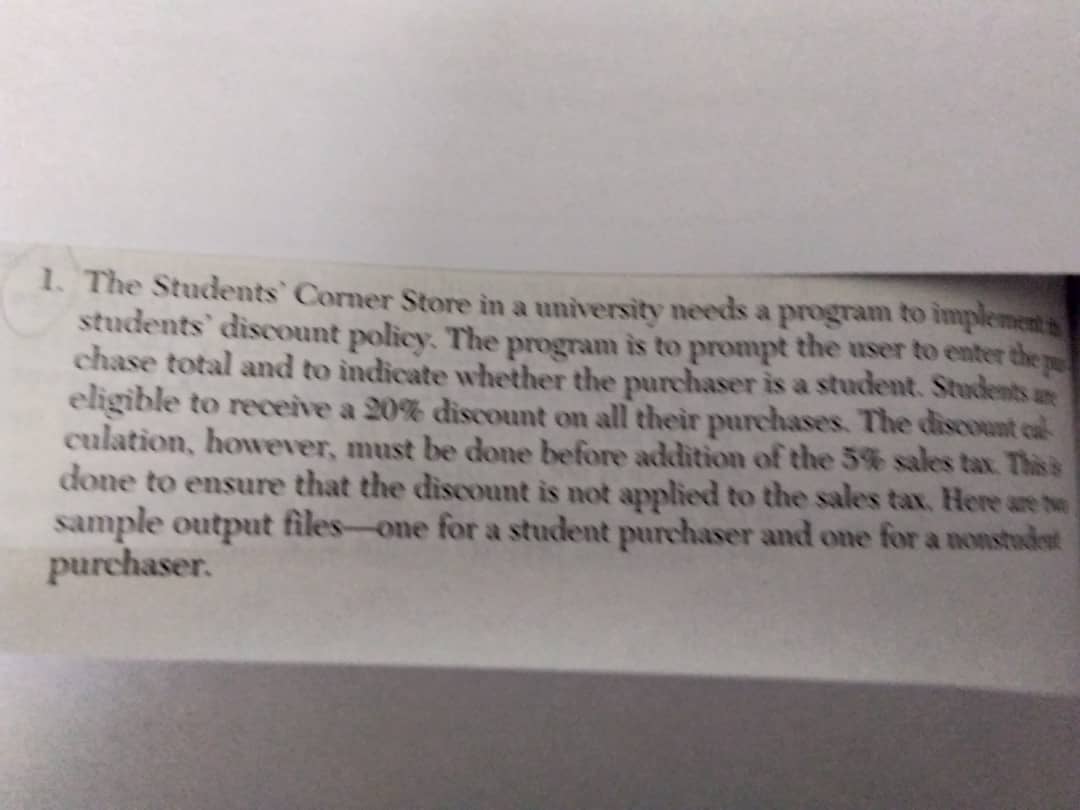 1. The Students' Corner Store in a university needs a program to implement
students' discount policy. The program is to prompt the user to enter the
chase total and to indicate whether the purchaser is a student. Students are
eligible to receive a 20% discount on all their purchases. The discount cal-
culation, however, must be done before addition of the 5% sales tax. This is
done to ensure that the discount is not applied to the sales tax. Here are two
sample output files—one for a student purchaser and one for a nonstudent
purchaser.